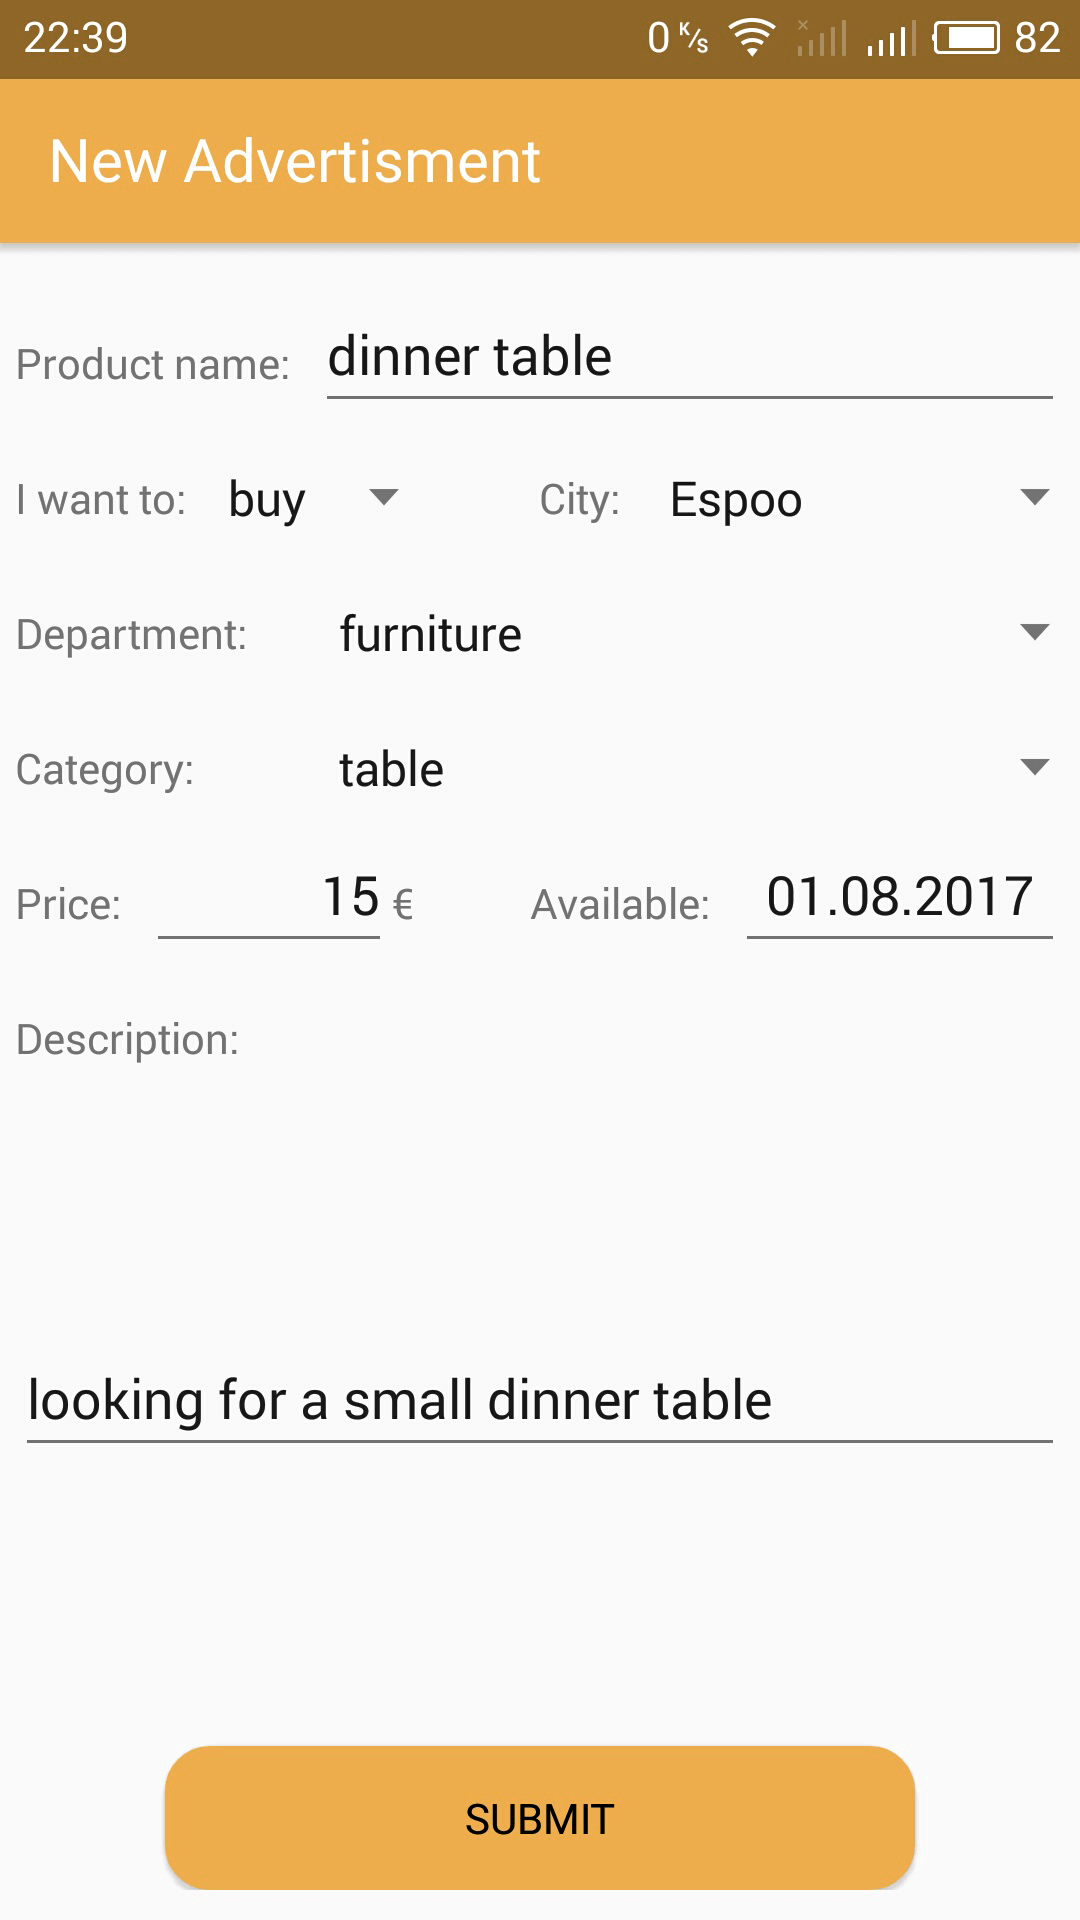 22:39 0 K/s 82
New Advertisment
Product name: dinner table
I want to: buy City: Espoo
Department: furniture
Category: table
Price: 15 € Available: 01.08.2017
Description:
looking for a small dinner table
SUBMIT